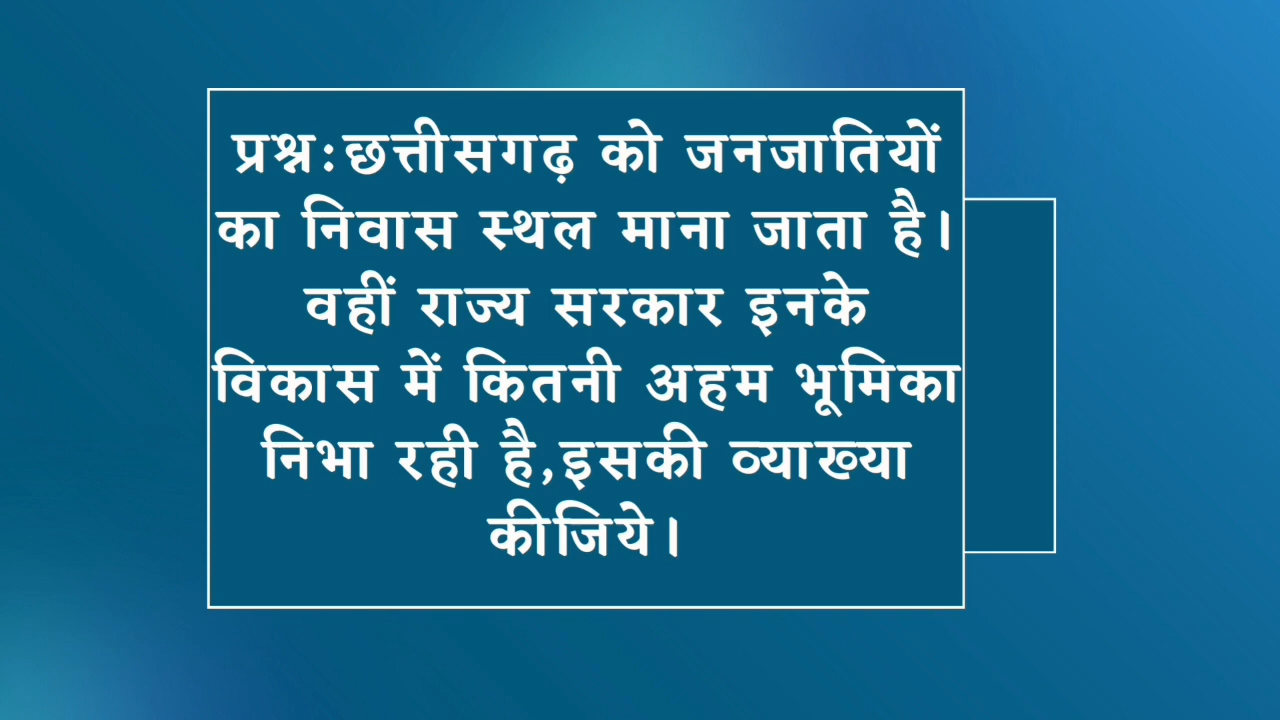 प्रश्न:छत्तीसगढ़ को जनजातियों
का निवास स्थल माना जाता है।
वहीं राज्य सरकार इनके
विकास में कितनी अहम भूमिका
निभा रही है,इसकी व्याख्या
कीजिये।